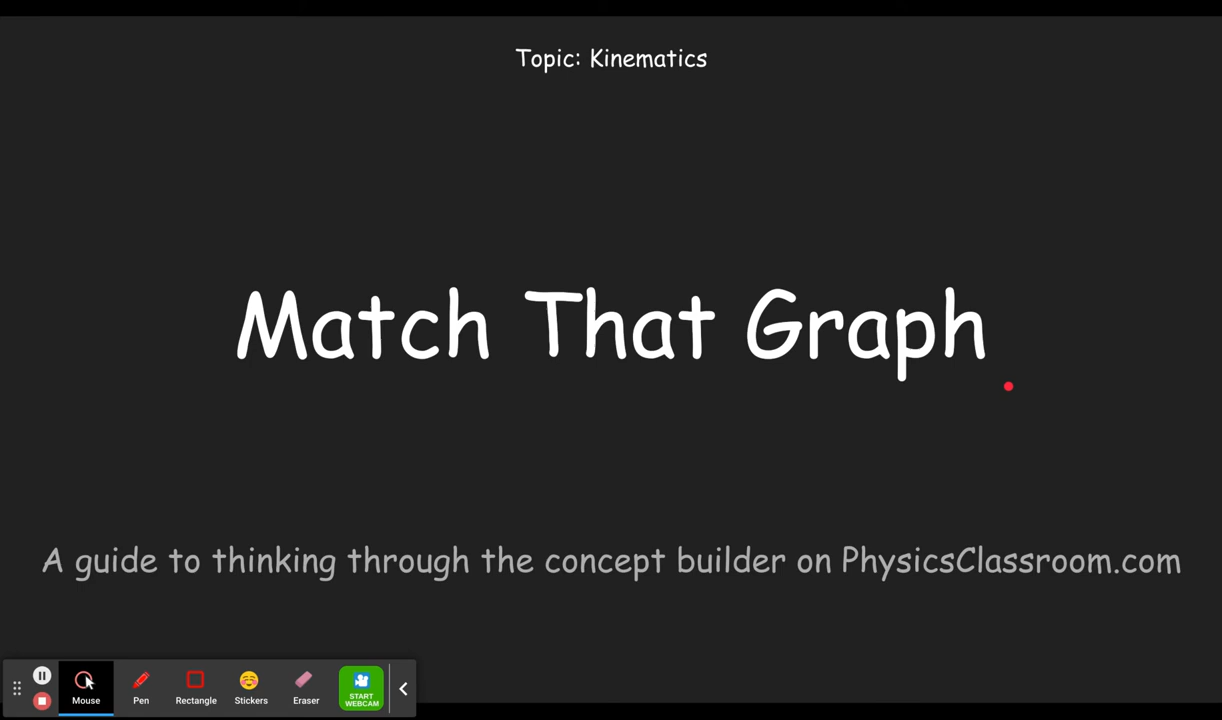 Topic: Kinematics
Match That Graph
A guide to thinking through the concept builder on PhysicsClassroom.com
Mouse
Pen
Rectangle
Stickers
Eraser
START
WEBCAM